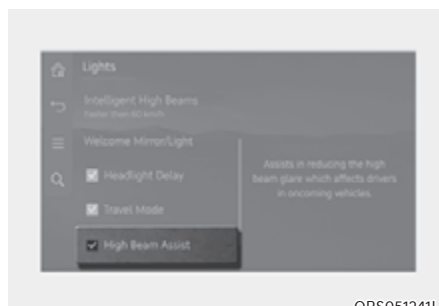 Lights
Intelligent High Beams
Faster than 60 km/h
Welcome Mirror/Light
Headlight Delay
Travel Mode
High Beam Assist
Assists in reducing the high
beam glare which affects drivers
in oncoming vehicles.